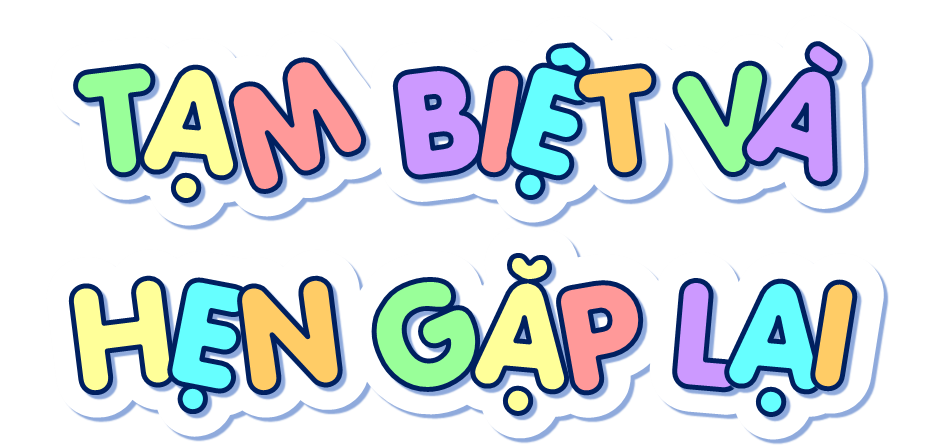 TẠM BIỆT VÀ
HẸN GẶP LẠI